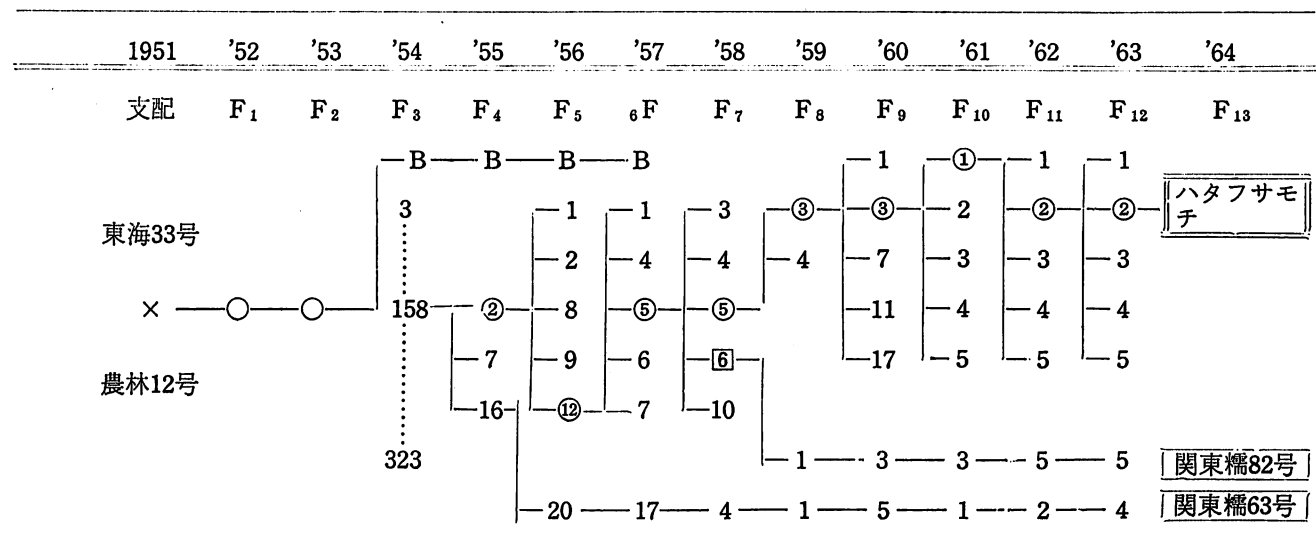 1951 '52 '53 '54 '55 '56 '57 '58 '59 '60 '61 '62 '63 '64
支配 F₁ F₂ F₃ F₄ F₅ ₆F F₇ F₈ F₉ F₁₀ F₁₁ F₁₂ F₁₃
B B B B 1 ① 1 1
3 1 1 3 ③ ③ 2 ② ② ハタフサモ
チ
東海33号
2 4 4 4 7 3 3 3
× 158 ② 8 ⑤ ⑤ 11 4 4 4
7 9 6 6 17 5 5 5
農林12号
16 ⑫ 7 10
323 1 3 3 5 5 関東糯82号
20 17 4 1 5 1 2 4 関東糯63号